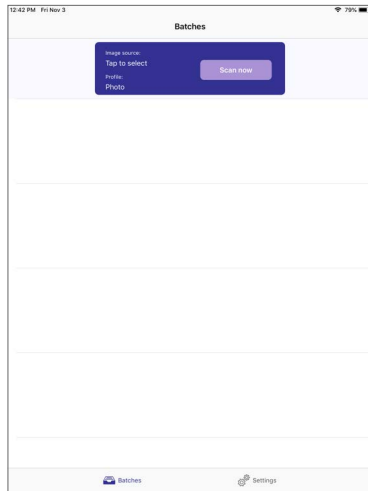 12:42 PM Fri Nov 3
79%
Batches
Image source:
Tap to select
Scan now
Profile:
Photo
Batches
Settings